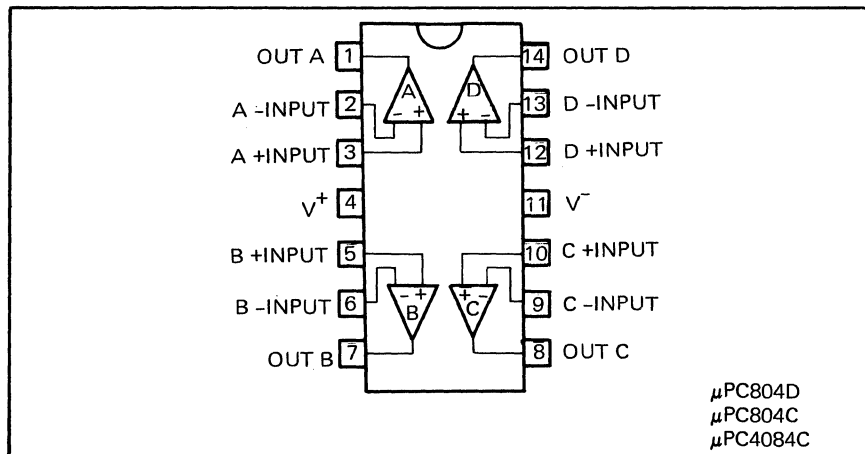 OUT A 1 14 OUT D
A D
A –INPUT 2 - + + - 13 D –INPUT
A +INPUT 3 12 D +INPUT
V+ 4 11 V-
B +INPUT 5 10 C +INPUT
B –INPUT 6 - + + - 9 C –INPUT
B C
OUT B 7 8 OUT C
μPC804D
μPC804C
μPC4084C